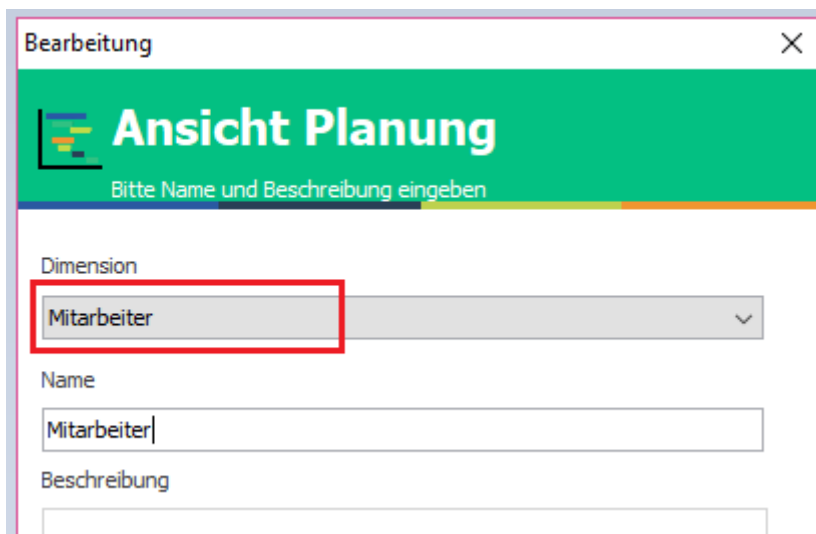 Bearbeitung
Ansicht Planung
Bitte Name und Beschreibung eingeben
Dimension
Mitarbeiter
Name
Mitarbeiter
Beschreibung